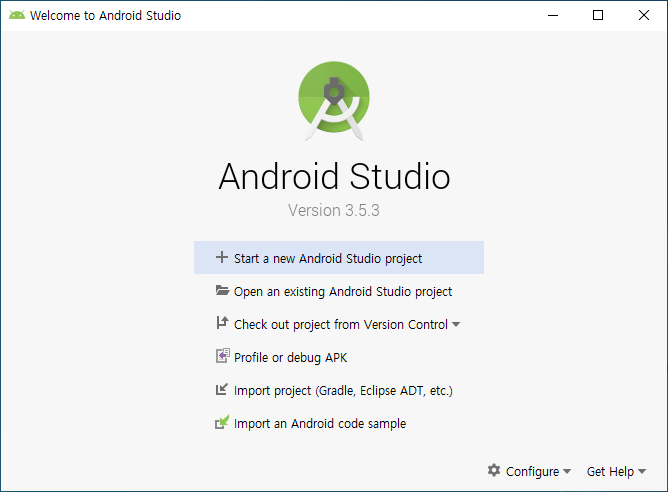 Welcome to Android Studio
Android Studio
Version 3.5.3
Start a new Android Studio project
Open an existing Android Studio project
Check out project from Version Control
Profile or debug APK
Import project (Gradle, Eclipse ADT, etc.)
Import an Android code sample
Configure Get Help